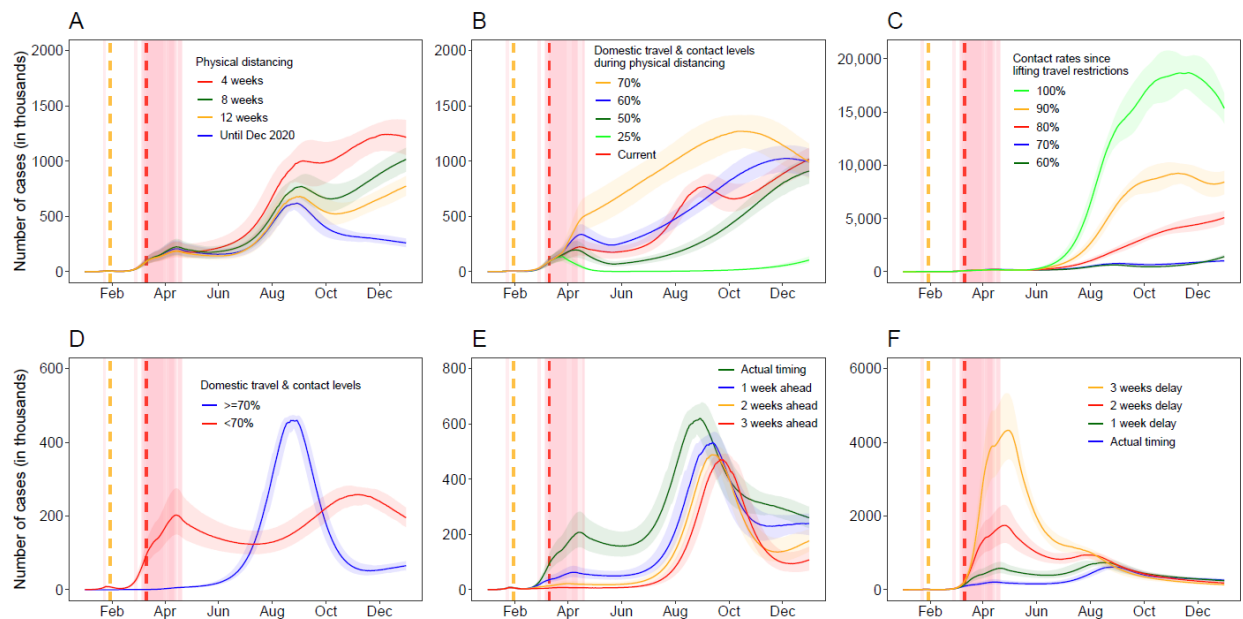 A
Number of cases (in thousands)
2000
1500
1000
500
0
Physical distancing
4 weeks
8 weeks
12 weeks
Until Dec 2020
Feb Apr Jun Aug Oct Dec
B
2000
1500
1000
500
0
Domestic travel & contact levels
during physical distancing
70%
60%
50%
25%
Current
Feb Apr Jun Aug Oct Dec
C
20,000
15,000
10,000
5,000
0
Contact rates since
lifting travel restrictions
100%
90%
80%
70%
60%
Feb Apr Jun Aug Oct Dec
D
Number of cases (in thousands)
600
400
200
0
Domestic travel & contact levels
>=70%
<70%
Feb Apr Jun Aug Oct Dec
E
800
600
400
200
0
Actual timing
1 week ahead
2 weeks ahead
3 weeks ahead
Feb Apr Jun Aug Oct Dec
F
6000
4000
2000
0
3 weeks delay
2 weeks delay
1 week delay
Actual timing
Feb Apr Jun Aug Oct Dec